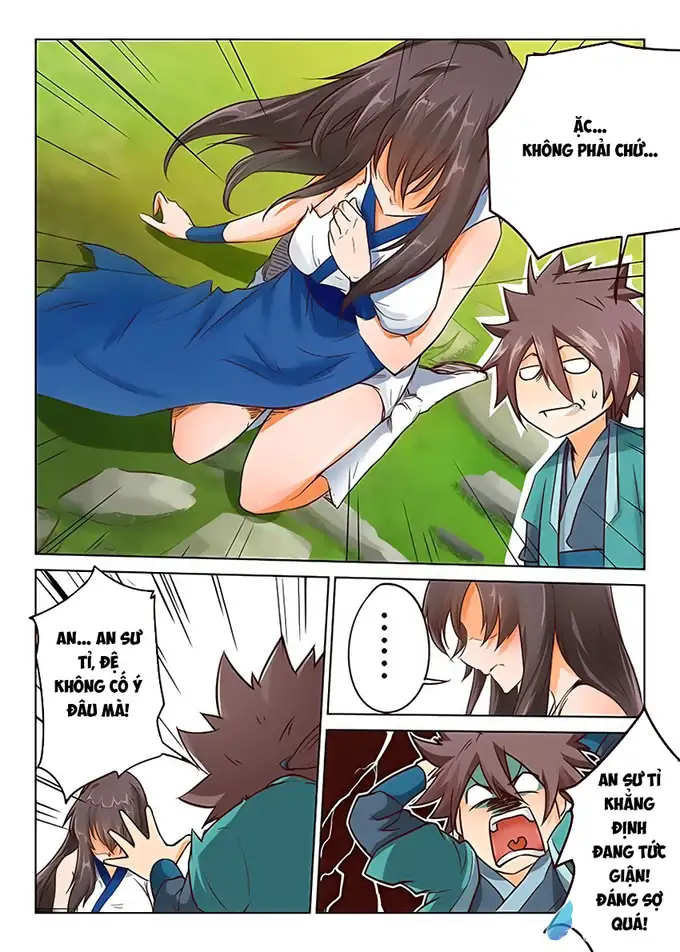 ẶC...
KHÔNG PHẢI CHỨ...
AN... AN SƯ
TỈ, ĐỆ
KHÔNG CỐ Ý
ĐÂU MÀ!
......
AN SƯ TỈ
KHẲNG
ĐỊNH
ĐANG TỨC
GIẬN!
ĐÁNG SỢ
QUÁ!